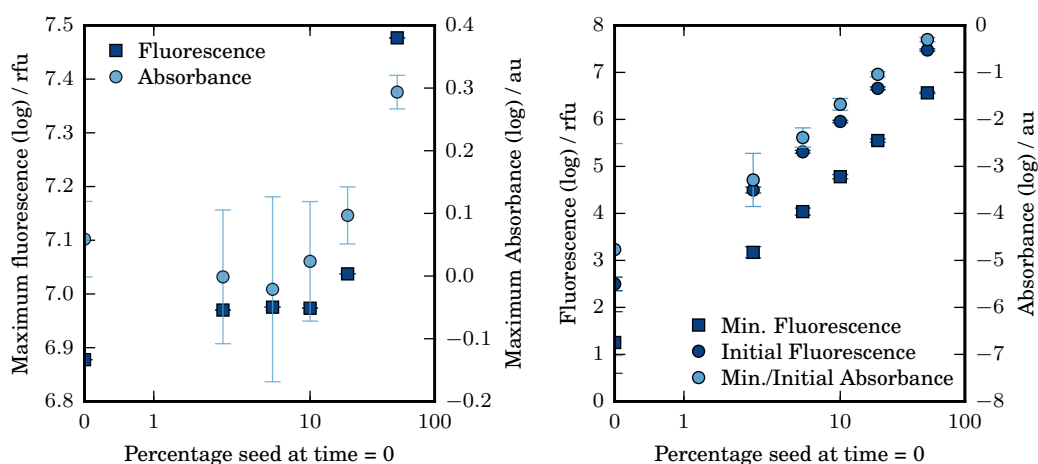 7.5
7.4
7.3
7.2
7.1
7.0
6.9
6.8
Maximum fluorescence (log) / rfu
Fluorescence
Absorbance
0.4
0.3
0.2
0.1
0.0
−0.1
−0.2
Maximum Absorbance (log) / au
0 1 10 100
Percentage seed at time = 0
8
7
6
5
4
3
2
1
0
Fluorescence (log) / rfu
Min. Fluorescence
Initial Fluorescence
Min./Initial Absorbance
0
−1
−2
−3
−4
−5
−6
−7
−8
Absorbance (log) / au
0 1 10 100
Percentage seed at time = 0